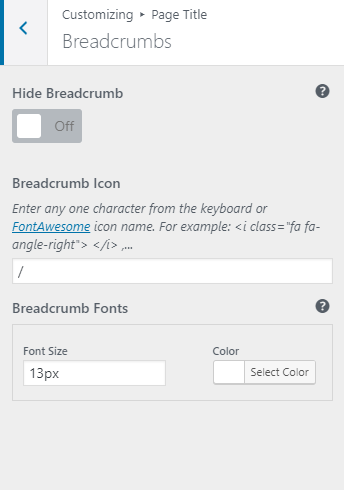 Customizing ▸ Page Title
Breadcrumbs
Hide Breadcrumb
Off
Breadcrumb Icon
Enter any one character from the keyboard or
FontAwesome icon name. For example: <i class="fa fa-
angle-right"> </i> ,...
/
Breadcrumb Fonts
Font Size
Color
13px
Select Color